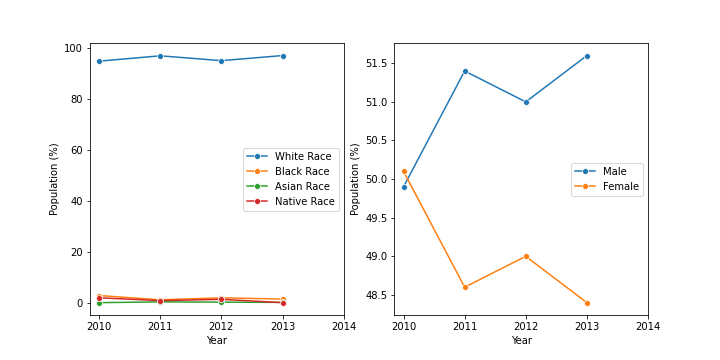 100
80
60
40
20
0
Population (%)
2010 2011 2012 2013 2014
Year
White Race
Black Race
Asian Race
Native Race
51.5
51.0
50.5
50.0
49.5
49.0
48.5
Population (%)
2010 2011 2012 2013 2014
Year
Male
Female